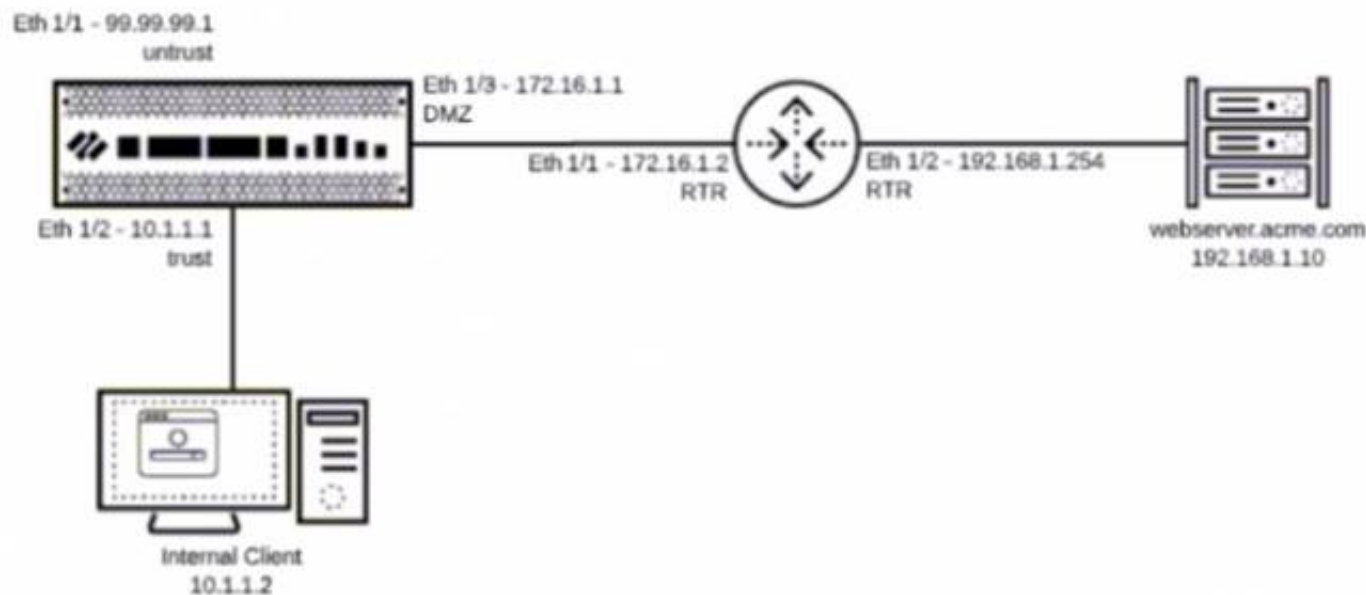 Eth 1/1 - 99.99.99.1
untrust
Eth 1/3 - 172.16.1.1
DMZ
Eth 1/1 - 172.16.1.2
RTR
Eth 1/2 - 192.168.1.254
RTR
Eth 1/2 - 10.1.1.1
trust
webserver.acme.com
192.168.1.10
Internal Client
10.1.1.2